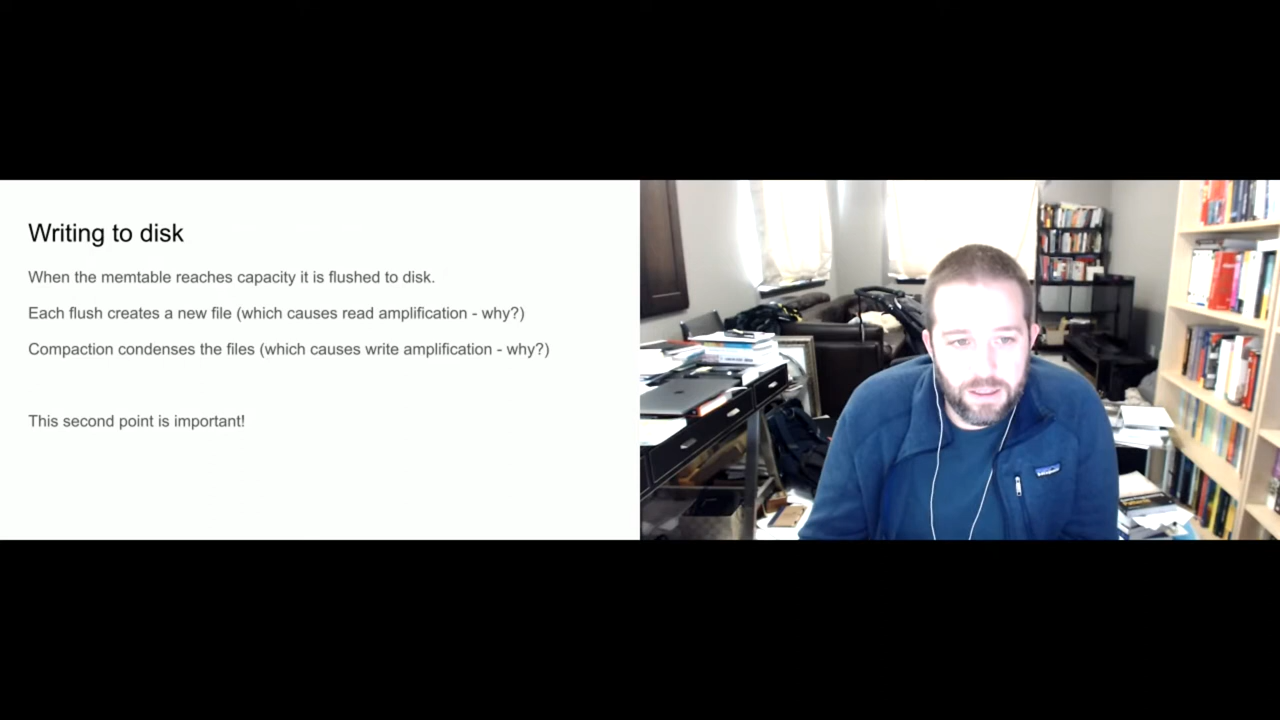 Writing to disk
When the memtable reaches capacity it is flushed to disk.
Each flush creates a new file (which causes read amplification - why?)
Compaction condenses the files (which causes write amplification - why?)
This second point is important!